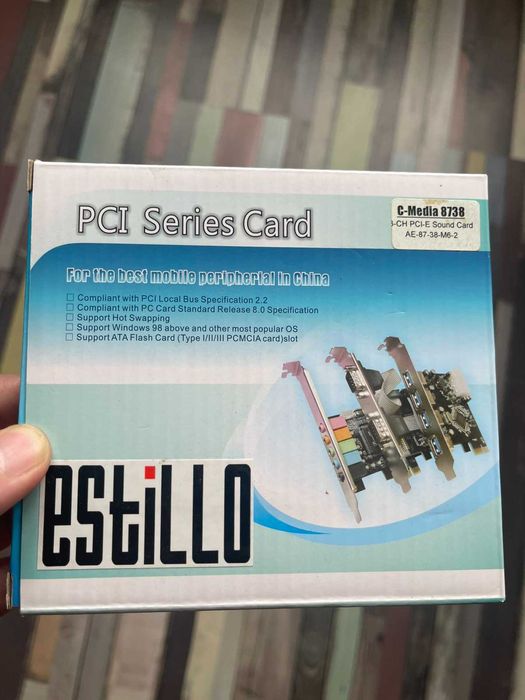 PCI Series Card
C-Media 8738
-CH PCI-E Sound Card
AE-87-38-M6-2
For the best mobile peripherial in China
Compliant with PCI Local Bus Specification 2.2
Compliant with PC Card Standard Release 8.0 Specification
Support Hot Swapping
Support Windows 98 above and other most popular OS
Support ATA Flash Card (Type I/II/III PCMCIA card)slot
estillo